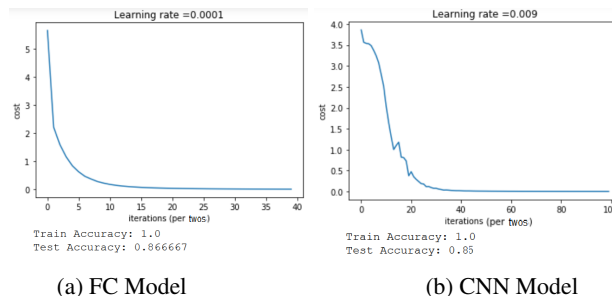 Learning rate =0.0001
5
4
3
2
1
0
cost
0 5 10 15 20 25 30 35 40
iterations (per twos)
Train Accuracy: 1.0
Test Accuracy: 0.866667
(a) FC Model
Learning rate =0.009
4.0
3.5
3.0
2.5
2.0
1.5
1.0
0.5
0.0
cost
0 20 40 60 80
iterations (per twos)
Train Accuracy: 1.0
Test Accuracy: 0.85
(b) CNN Model